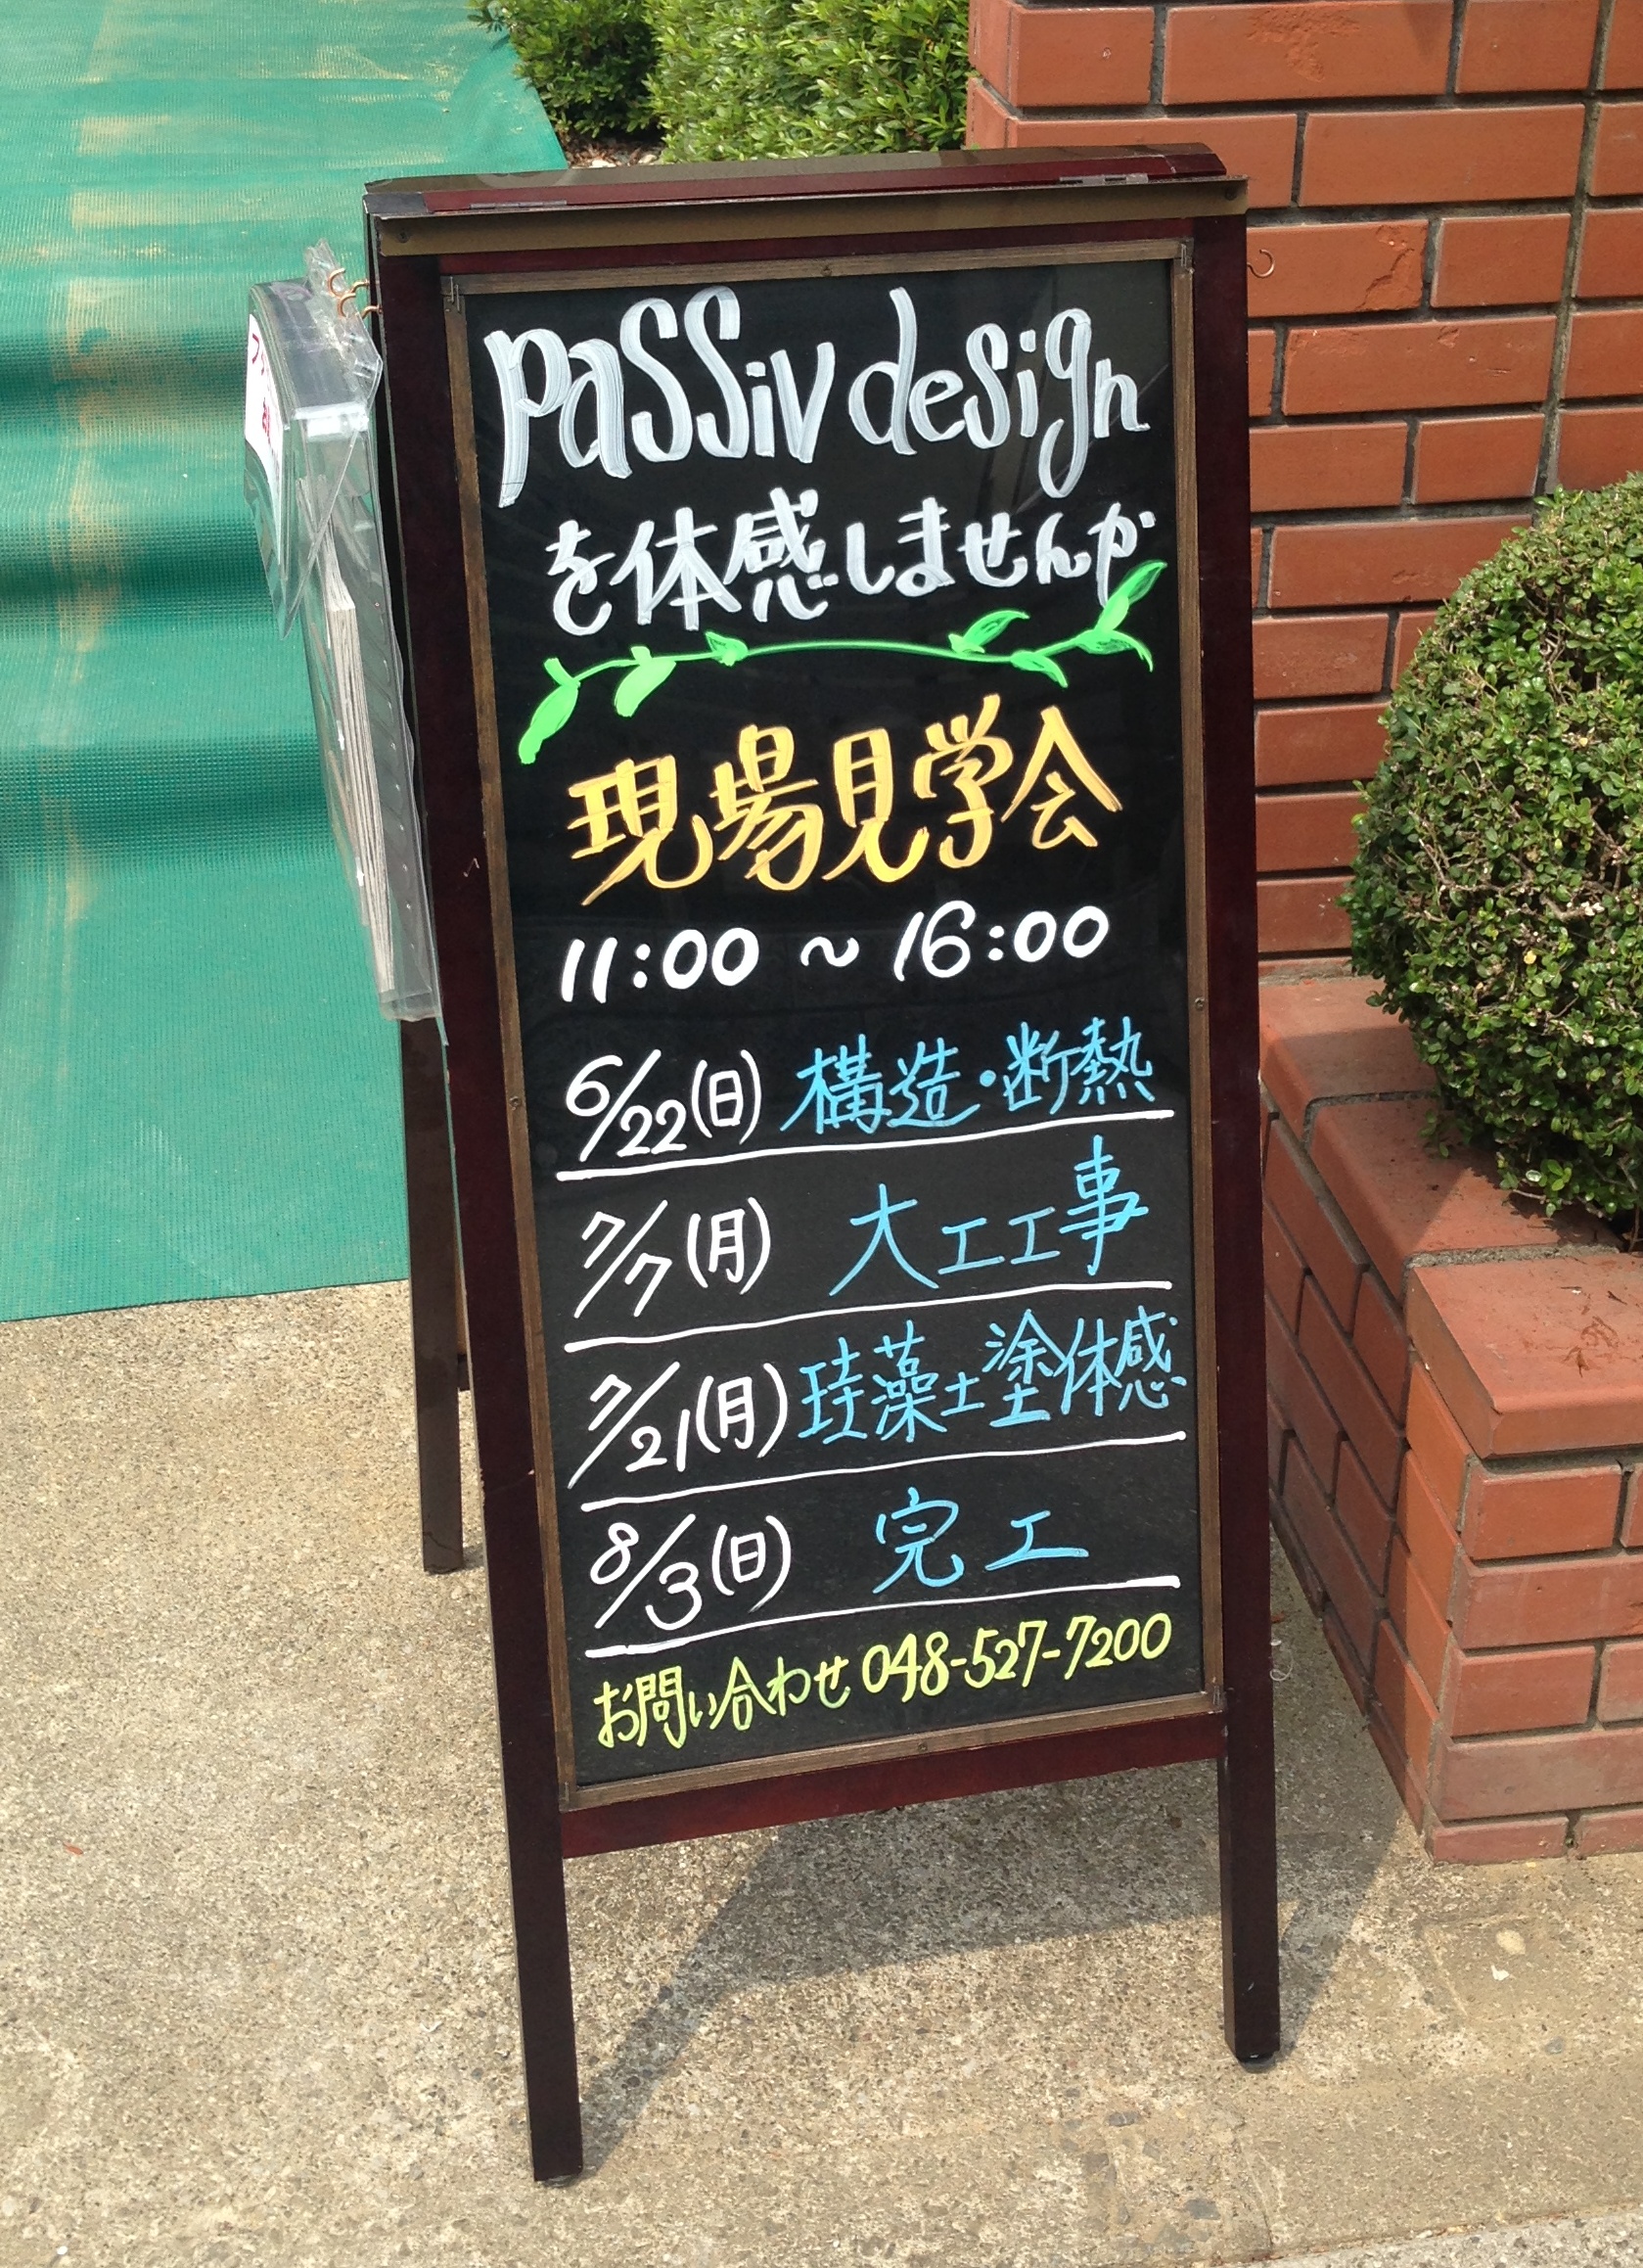 passiv design
を体感しませんか
現場見学会
11:00 ~ 16:00
6/22(日) 構造・断熱
7/7(月) 大工工事
7/21(月) 珪藻土塗体感
8/3(日) 完工
お問い合わせ 048-527-7200